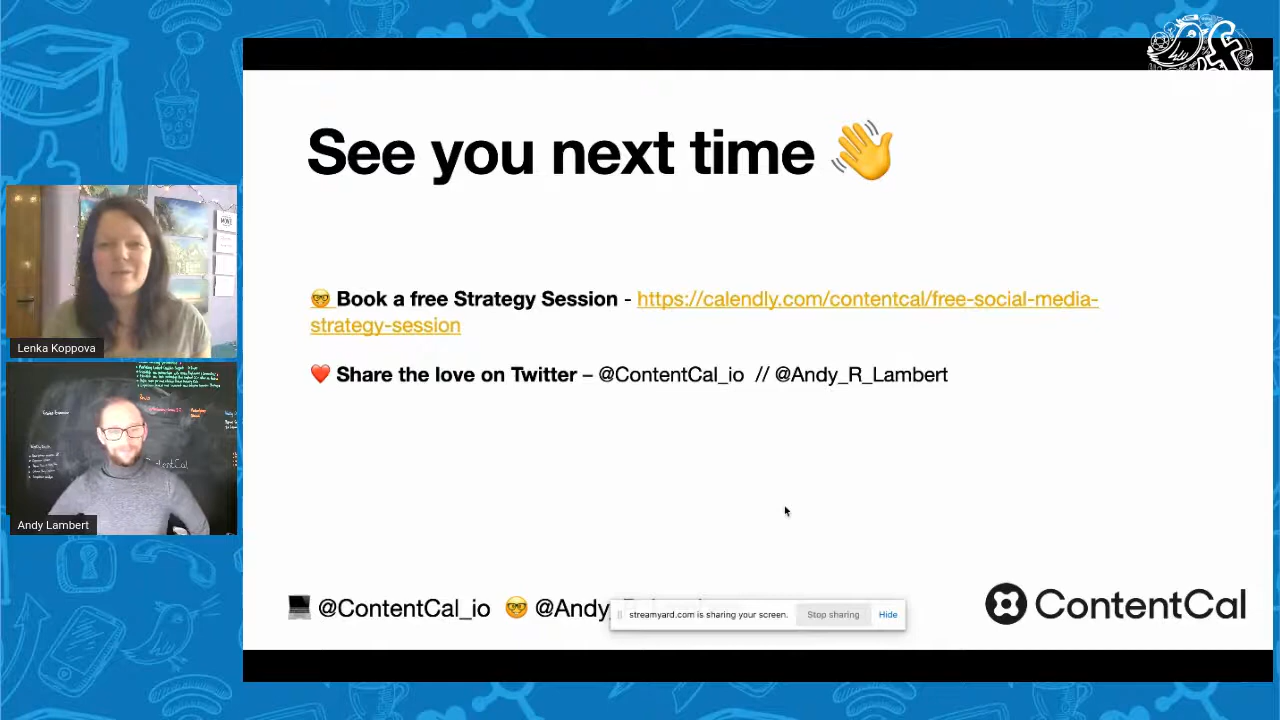 See you next time 👋
🤓 Book a free Strategy Session - https://calendly.com/contentcal/free-social-media-
strategy-session
❤️ Share the love on Twitter – @ContentCal_io // @Andy_R_Lambert
Lenka Koppova
ContentCal
Andy Lambert
💻 @ContentCal_io 🤓 @Andy_
streamyard.com is sharing your screen. Stop sharing Hide
ContentCal